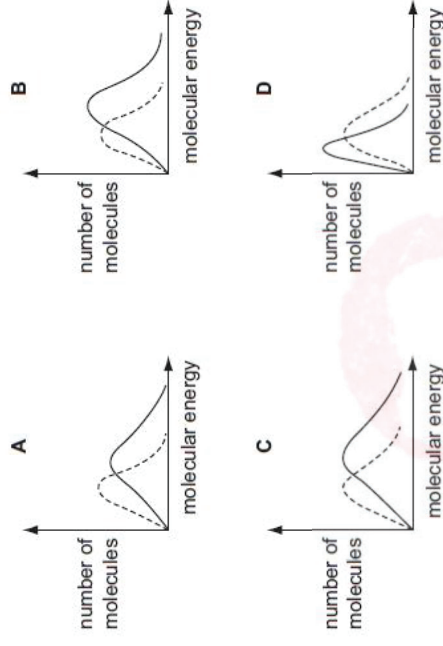 A
number of
molecules
molecular energy
B
number of
molecules
molecular energy
C
number of
molecules
molecular energy
D
number of
molecules
molecular energy